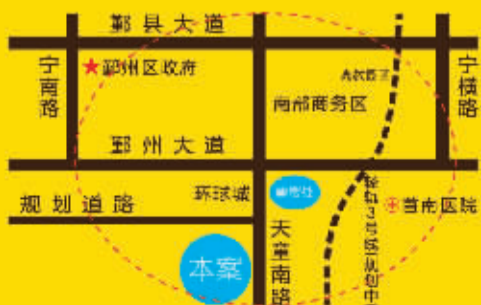 鄞县大道
宁南路
★鄞州区政府
南部商务区
宁横路
鄞州大道
规划道路
环球城
天童南路
轻轨3号线规划中
首南医院
本案